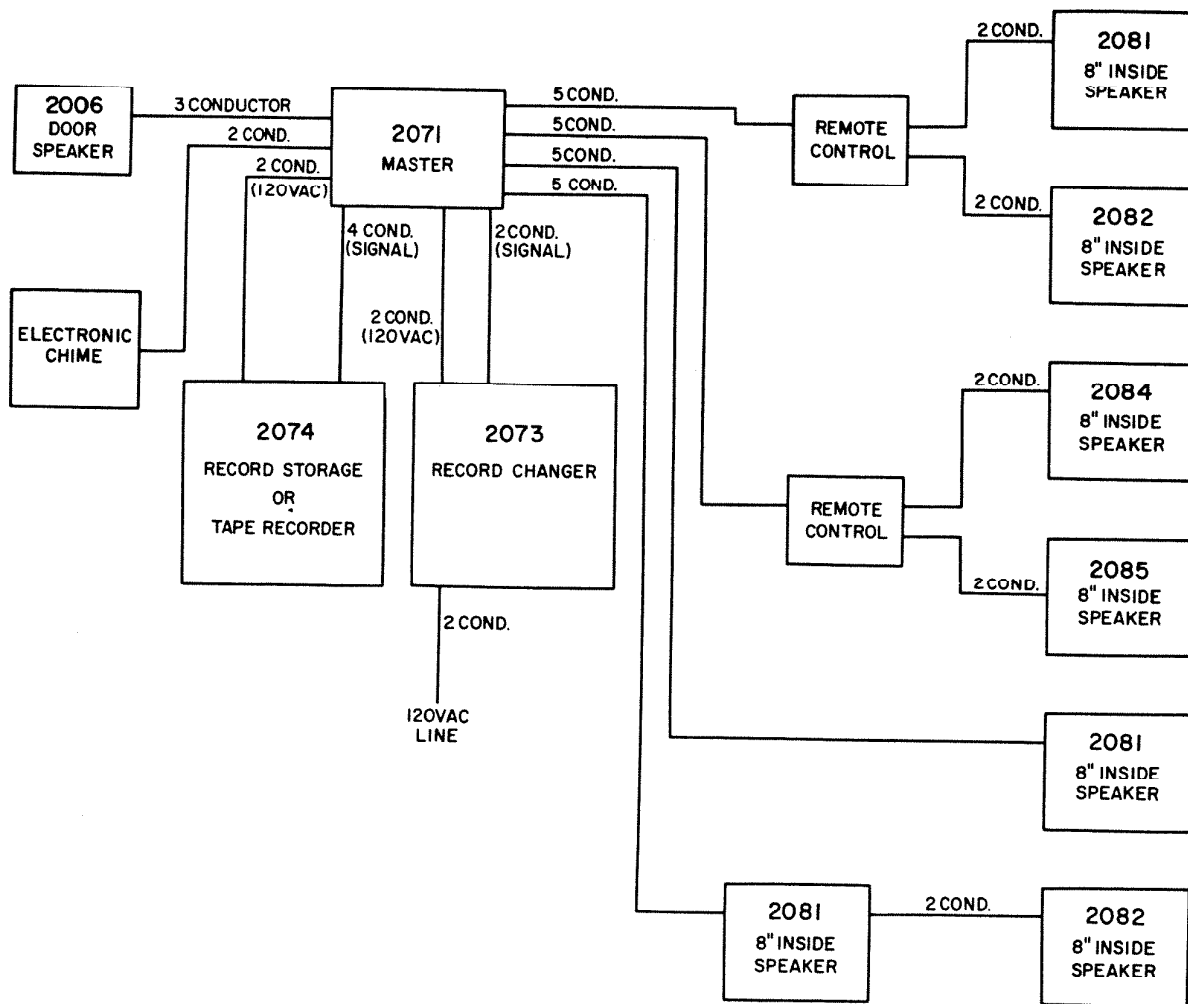 2006
DOOR
SPEAKER
3 CONDUCTOR
2 COND.
2 COND.
(120VAC)
2071
MASTER
5 COND.
5 COND.
5 COND.
5 COND.
REMOTE
CONTROL
2 COND.
2081
8" INSIDE
SPEAKER
2 COND.
2082
8" INSIDE
SPEAKER
4 COND.
(SIGNAL)
2 COND.
(SIGNAL)
2 COND.
(120VAC)
ELECTRONIC
CHIME
2074
RECORD STORAGE
OR
TAPE RECORDER
2073
RECORD CHANGER
2 COND.
120VAC
LINE
REMOTE
CONTROL
2 COND.
2084
8" INSIDE
SPEAKER
2 COND.
2085
8" INSIDE
SPEAKER
2081
8" INSIDE
SPEAKER
2081
8" INSIDE
SPEAKER
2 COND.
2082
8" INSIDE
SPEAKER